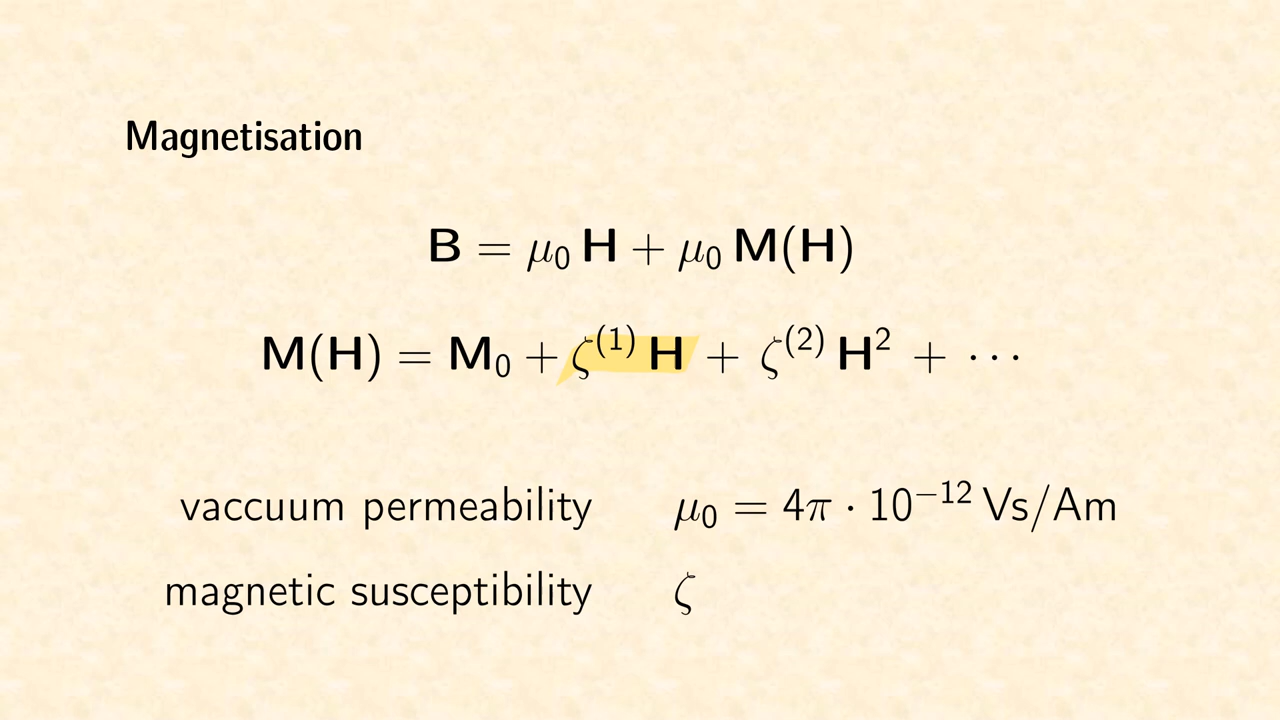 Magnetisation
B = μ₀ H + μ₀ M(H)
M(H) = M₀ + ζ⁽¹⁾ H + ζ⁽²⁾ H² + ⋯
vaccuum permeability μ₀ = 4π · 10⁻¹² Vs/Am
magnetic susceptibility ζ